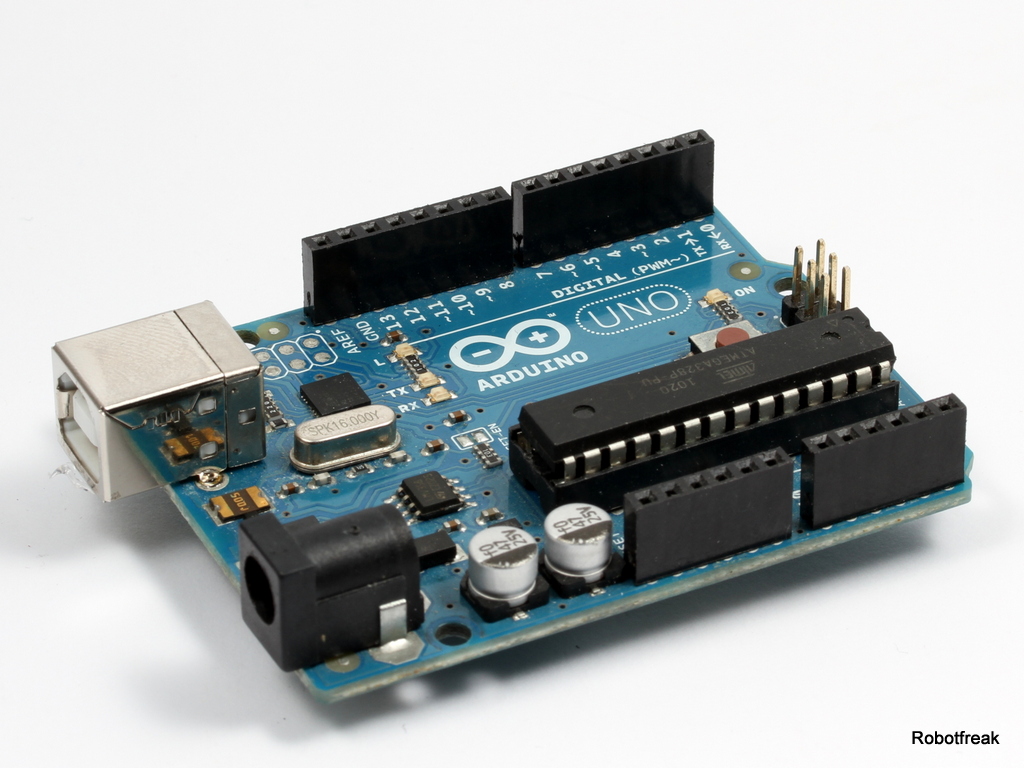 AREF
GND
13
12
~11
~10
~9
8
7
~6
~5
4
~3
2
TX→1
RX←0
DIGITAL (PWM~)
L
TX
RX
ARDUINO
™
UNO
ON
ATMEGA328P-PU
1020
SPK16.000Y
47
25V
47
25V
Robotfreak